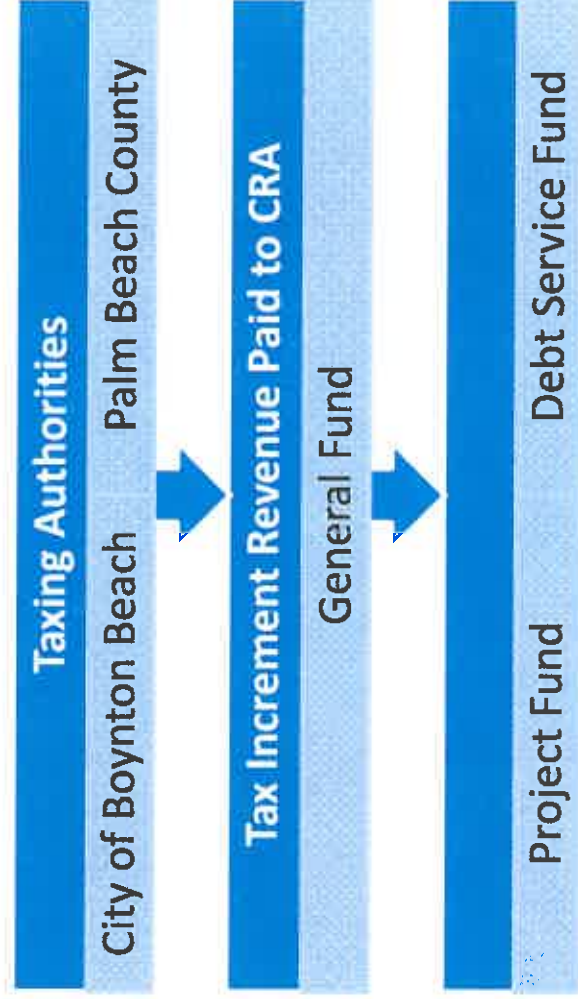 Taxing Authorities
City of Boynton Beach Palm Beach County
Tax Increment Revenue Paid to CRA
General Fund
Project Fund Debt Service Fund